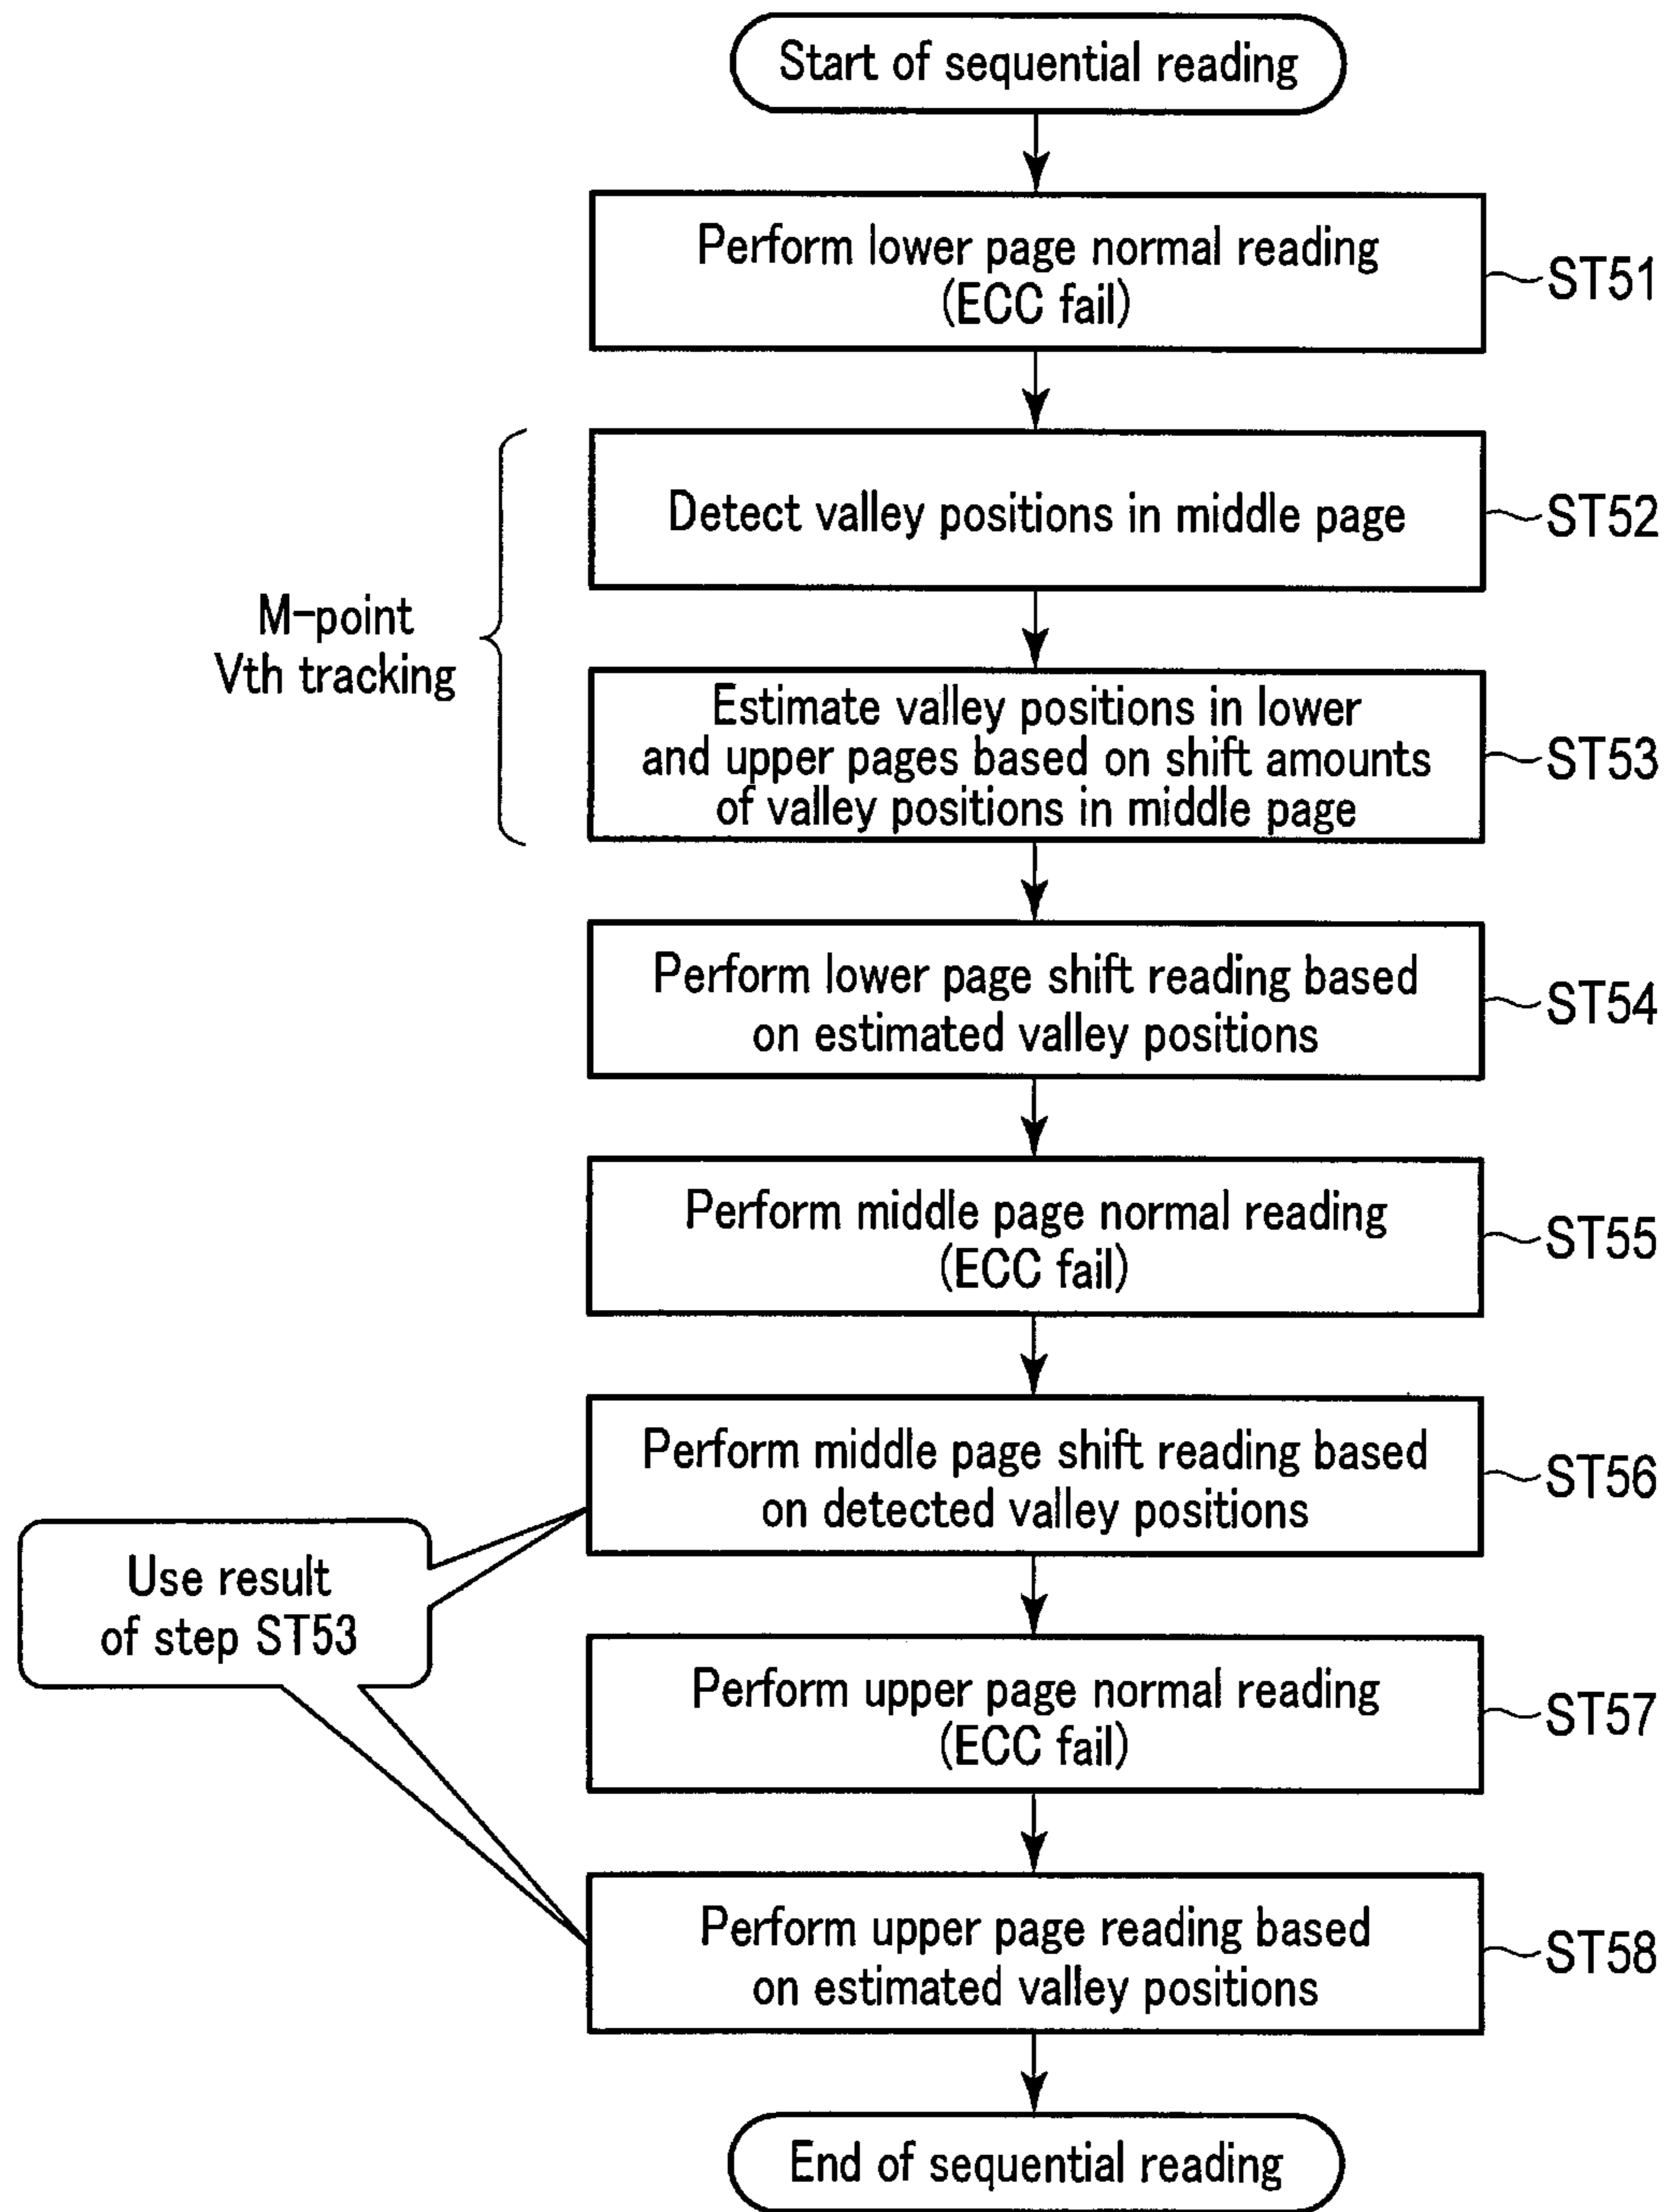 Start of sequential reading
Perform lower page normal reading
(ECC fail)
ST51
Detect valley positions in middle page
ST52
M-point
Vth tracking
Estimate valley positions in lower
and upper pages based on shift amounts
of valley positions in middle page
ST53
Perform lower page shift reading based
on estimated valley positions
ST54
Perform middle page normal reading
(ECC fail)
ST55
Perform middle page shift reading based
on detected valley positions
ST56
Use result
of step ST53
Perform upper page normal reading
(ECC fail)
ST57
Perform upper page reading based
on estimated valley positions
ST58
End of sequential reading